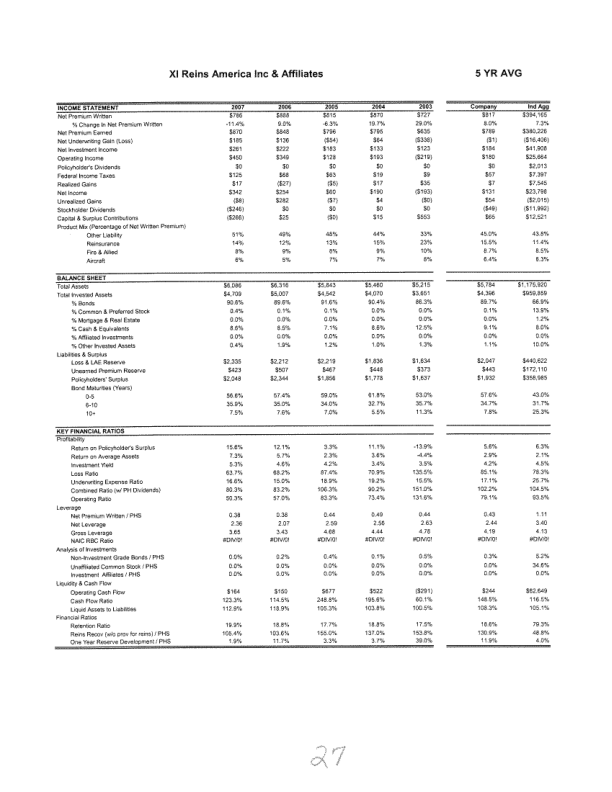 Xl Reins America Inc & Affiliates 5 YR AVG
INCOME STATEMENT 2007 2006 2005 2004 2003 Company Ind Agg
Net Premium Written $786 $888 $815 $870 $727 $817 $394,165
% Change In Net Premium Written -11.4% 9.0% -6.3% 19.7% 29.0% 8.0% 7.3%
Net Premium Earned $870 $848 $796 $795 $635 $789 $380,226
Net Underwriting Gain (Loss) $185 $136 ($54) $64 ($336) ($1) ($16,406)
Net Investment Income $261 $222 $183 $133 $123 $184 $41,908
Operating Income $450 $349 $128 $193 ($219) $180 $25,664
Policyholder's Dividends $0 $0 $0 $0 $0 $0 $2,013
Federal Income Taxes $125 $68 $63 $19 $9 $57 $7,397
Realized Gains $17 ($27) ($5) $17 $35 $7 $7,545
Net Income $342 $254 $60 $190 ($193) $131 $23,798
Unrealized Gains ($8) $282 ($7) $4 ($0) $54 ($2,015)
Stockholder Dividends ($246) $0 $0 $0 $0 ($49) ($11,992)
Capital & Surplus Contributions ($266) $25 ($0) $15 $553 $65 $12,521
Product Mix (Percentage of Net Written Premium)
Other Liability 51% 49% 48% 44% 33% 45.0% 43.8%
Reinsurance 14% 12% 13% 15% 23% 15.5% 11.4%
Fire & Allied 8% 9% 8% 9% 10% 8.7% 8.5%
Aircraft 6% 5% 7% 7% 8% 6.4% 8.3%
BALANCE SHEET
Total Assets $6,086 $6,316 $5,843 $5,460 $5,215 $5,784 $1,175,920
Total Invested Assets $4,709 $5,007 $4,542 $4,070 $3,651 $4,396 $959,859
% Bonds 90.6% 89.6% 91.6% 90.4% 86.3% 89.7% 66.9%
% Common & Preferred Stock 0.4% 0.1% 0.1% 0.0% 0.0% 0.1% 13.9%
% Mortgage & Real Estate 0.0% 0.0% 0.0% 0.0% 0.0% 0.0% 1.2%
% Cash & Equivalents 8.6% 8.5% 7.1% 8.6% 12.5% 9.1% 8.0%
% Affiliated Investments 0.0% 0.0% 0.0% 0.0% 0.0% 0.0% 0.0%
% Other Invested Assets 0.4% 1.9% 1.2% 1.0% 1.3% 1.1% 10.0%
Liabilities & Surplus
Loss & LAE Reserve $2,335 $2,212 $2,219 $1,836 $1,634 $2,047 $440,622
Unearned Premium Reserve $423 $507 $467 $448 $373 $443 $172,110
Policyholders' Surplus $2,048 $2,344 $1,856 $1,778 $1,637 $1,932 $358,985
Bond Maturities (Years)
0-5 56.6% 57.4% 59.0% 61.8% 53.0% 57.6% 43.0%
6-10 35.9% 35.0% 34.0% 32.7% 35.7% 34.7% 31.7%
10+ 7.5% 7.6% 7.0% 5.5% 11.3% 7.8% 25.3%
KEY FINANCIAL RATIOS
Profitability
Return on Policyholder's Surplus 15.6% 12.1% 3.3% 11.1% -13.9% 5.6% 6.3%
Return on Average Assets 7.3% 5.7% 2.3% 3.6% -4.4% 2.9% 2.1%
Investment Yield 5.3% 4.6% 4.2% 3.4% 3.5% 4.2% 4.5%
Loss Ratio 63.7% 68.2% 87.4% 70.9% 135.5% 85.1% 78.3%
Underwriting Expense Ratio 16.6% 15.0% 18.9% 19.2% 15.5% 17.1% 25.7%
Combined Ratio (w/ PH Dividends) 80.3% 83.2% 106.3% 90.2% 151.0% 102.2% 104.5%
Operating Ratio 50.3% 57.0% 83.3% 73.4% 131.6% 79.1% 93.5%
Leverage
Net Premium Written / PHS 0.38 0.38 0.44 0.49 0.44 0.43 1.11
Net Leverage 2.36 2.07 2.59 2.56 2.63 2.44 3.40
Gross Leverage 3.65 3.43 4.66 4.44 4.76 4.19 4.13
NAIC RBC Ratio #DIV/0! #DIV/0! #DIV/0! #DIV/0! #DIV/0! #DIV/0! #DIV/0!
Analysis of Investments
Non-Investment Grade Bonds / PHS 0.0% 0.2% 0.4% 0.1% 0.5% 0.3% 5.2%
Unaffiliated Common Stock / PHS 0.0% 0.0% 0.0% 0.0% 0.0% 0.0% 34.6%
Investment Affiliates / PHS 0.0% 0.0% 0.0% 0.0% 0.0% 0.0% 0.0%
Liquidity & Cash Flow
Operating Cash Flow $164 $150 $677 $522 ($291) $244 $62,649
Cash Flow Ratio 123.3% 114.5% 248.8% 195.6% 60.1% 148.5% 116.5%
Liquid Assets to Liabilities 112.9% 118.9% 105.3% 103.8% 100.5% 108.3% 105.1%
Financial Ratios
Retention Ratio 19.9% 18.8% 17.7% 18.8% 17.5% 18.6% 79.3%
Reins Recov (w/o prov for reins) / PHS 105.4% 103.6% 155.0% 137.0% 153.8% 130.9% 48.8%
One Year Reserve Development / PHS 1.9% 11.7% 3.3% 3.7% 39.0% 11.9% 4.0%
27